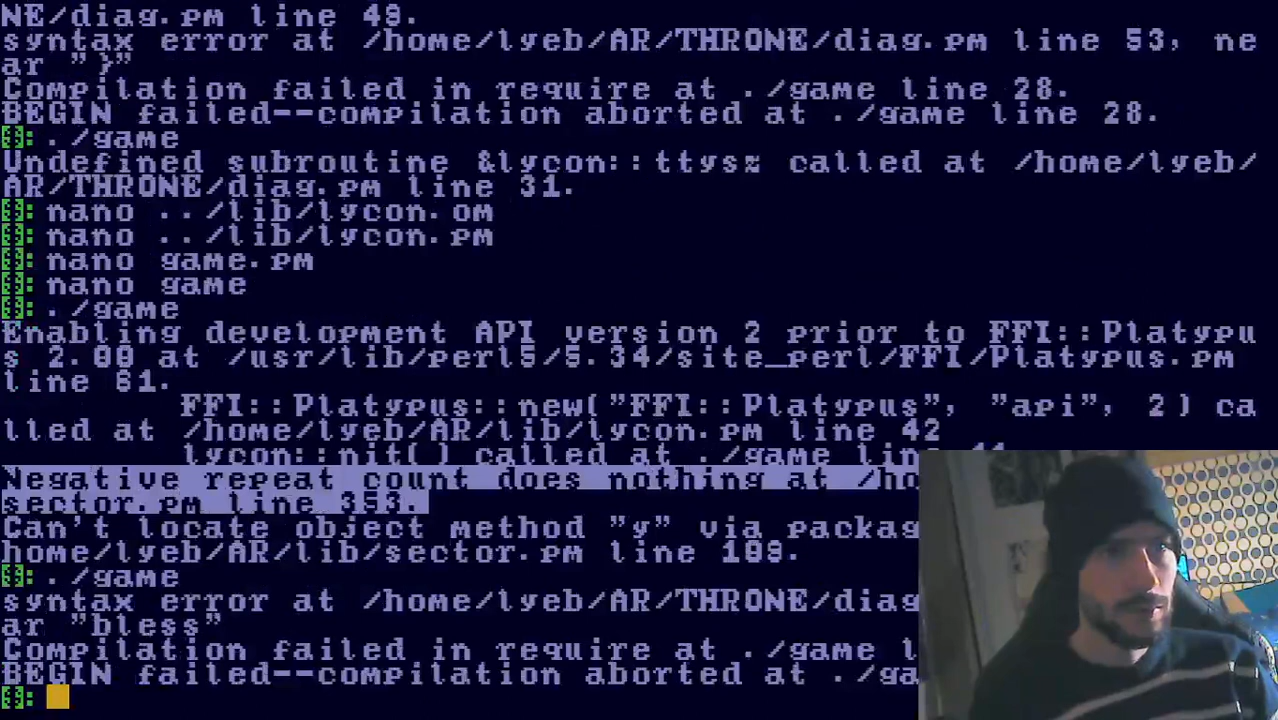 NE/diag.pm line 49.
syntax error at /home/lyeb/AR/THRONE/diag.pm line 53, ne
ar "}"
Compilation failed in require at ./game line 28.
BEGIN failed--compilation aborted at ./game line 28.
./game
Undefined subroutine &lycon::ttysz called at /home/lyeb/
AR/THRONE/diag.pm line 31.
nano ../lib/lycon.om
nano ../lib/lycon.pm
nano game.pm
nano game
./game
Enabling development API version 2 prior to FFI::Platypu
s 2.00 at /usr/lib/perl5/5.34/site_perl/FFI/Platypus.pm
line 61.
FFI::Platypus::new("FFI::Platypus", "api", 2) ca
lled at /home/lyeb/AR/lib/lycon.pm line 42
lycon::nit() called at ./game line
Negative repeat count does nothing at /ho
sector.pm line 353.
Can't locate object method "y" via packag
home/lyeb/AR/lib/sector.pm line 109.
./game
syntax error at /home/lyeb/AR/THRONE/diag
ar "bless"
Compilation failed in require at ./game l
BEGIN failed--compilation aborted at ./ga